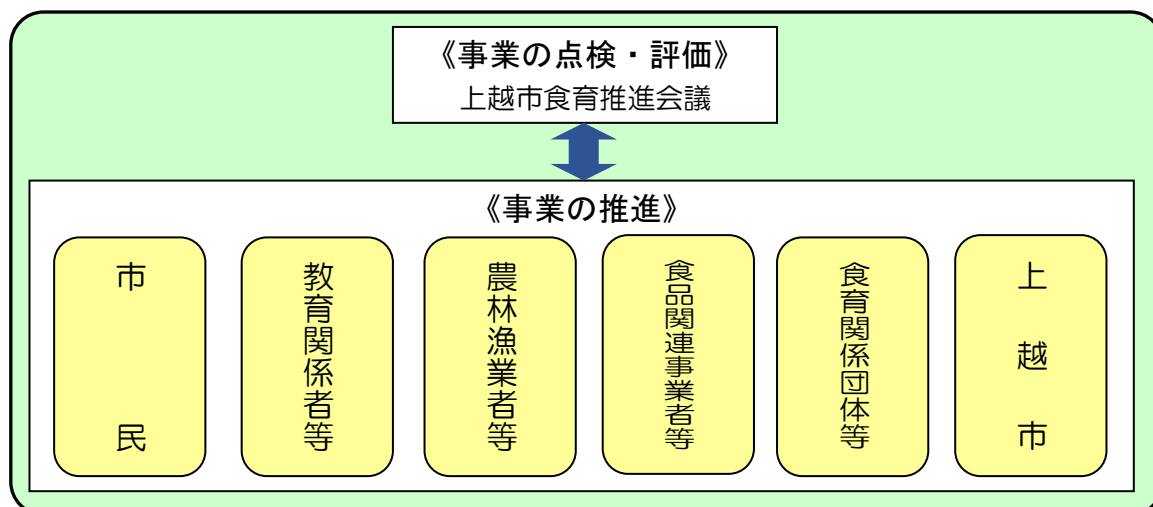 《事業の点検・評価》
上越市食育推進会議
《事業の推進》
市民
教育関係者等
農林漁業者等
食品関連事業者等
食育関係団体等
上越市